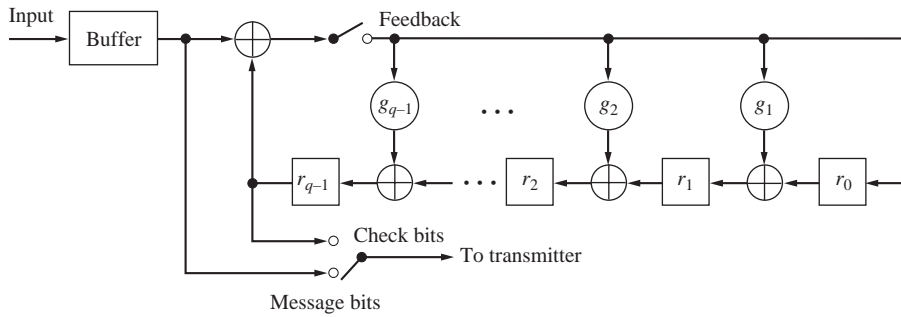 Input
Buffer
Feedback
g_{q–1}
g_2
g_1
...
r_{q–1}
...
r_2
r_1
r_0
Check bits
To transmitter
Message bits